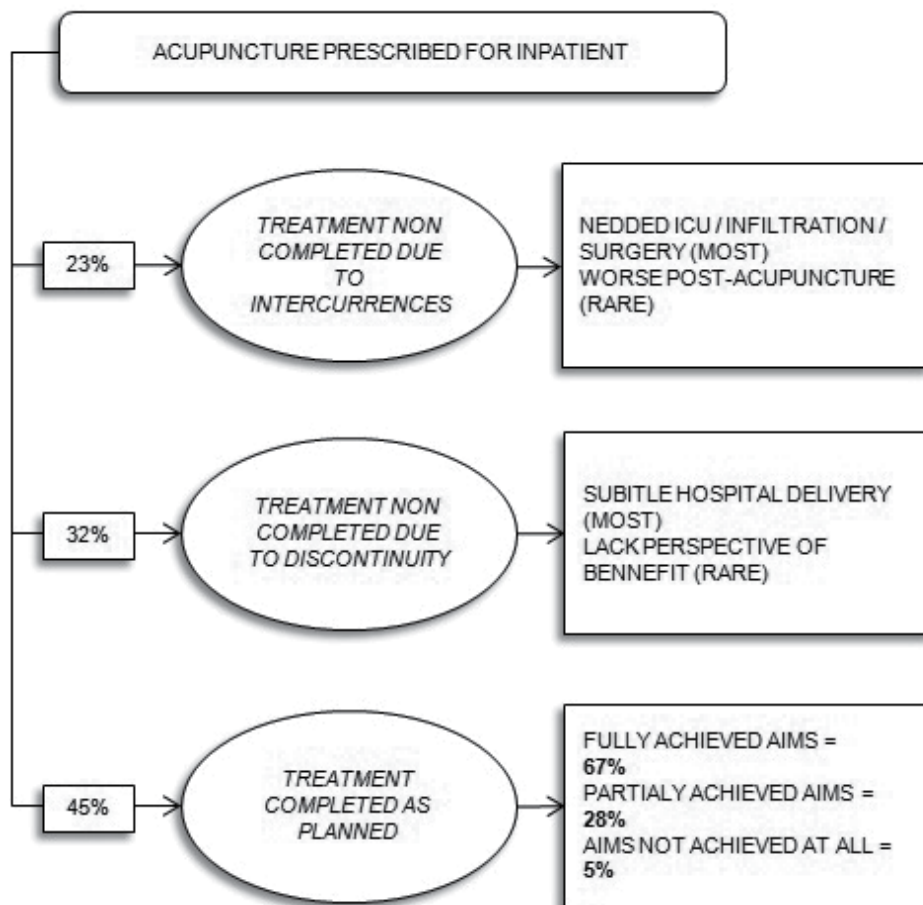 ACUPUNCTURE PRESCRIBED FOR INPATIENT
23%
TREATMENT NON
COMPLETED DUE
TO
INTERCURRENCES
NEDDED ICU / INFILTRATION /
SURGERY (MOST)
WORSE POST-ACUPUNCTURE
(RARE)
32%
TREATMENT NON
COMPLETED DUE
TO DISCONTINUITY
SUBITLE HOSPITAL DELIVERY
(MOST)
LACK PERSPECTIVE OF
BENNEFIT (RARE)
45%
TREATMENT
COMPLETED AS
PLANNED
FULLY ACHIEVED AIMS =
67%
PARTIALY ACHIEVED AIMS =
28%
AIMS NOT ACHIEVED AT ALL =
5%